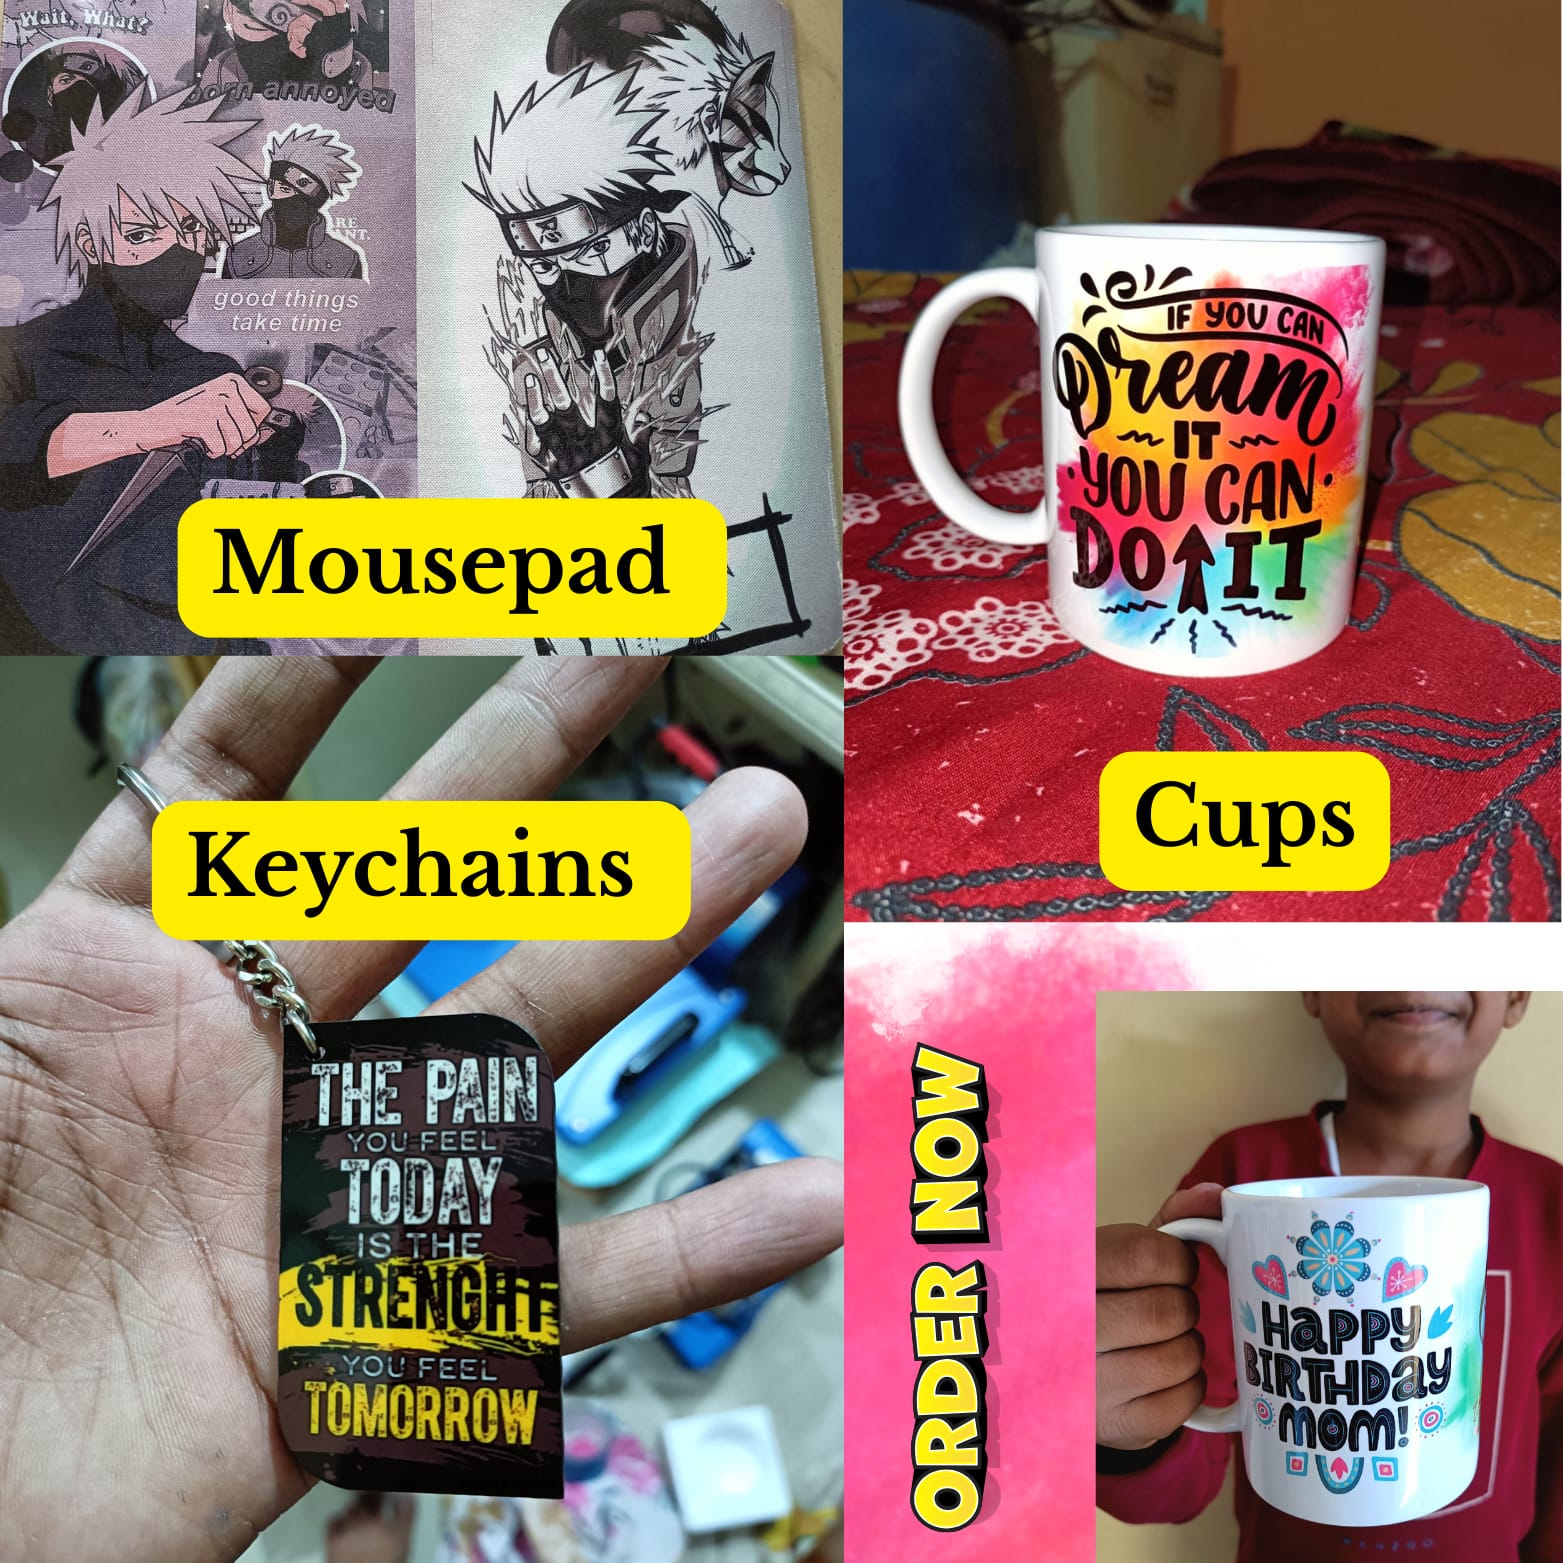 Wait, What?
born annoyed
good things
take time
Mousepad
IF YOU CAN
Dream
IT
YOU CAN
DO IT
Cups
Keychains
THE PAIN
YOU FEEL
TODAY
IS THE
STRENGHT
YOU FEEL
TOMORROW
ORDER NOW
HAPPY
BIRTHDAY
MOM!